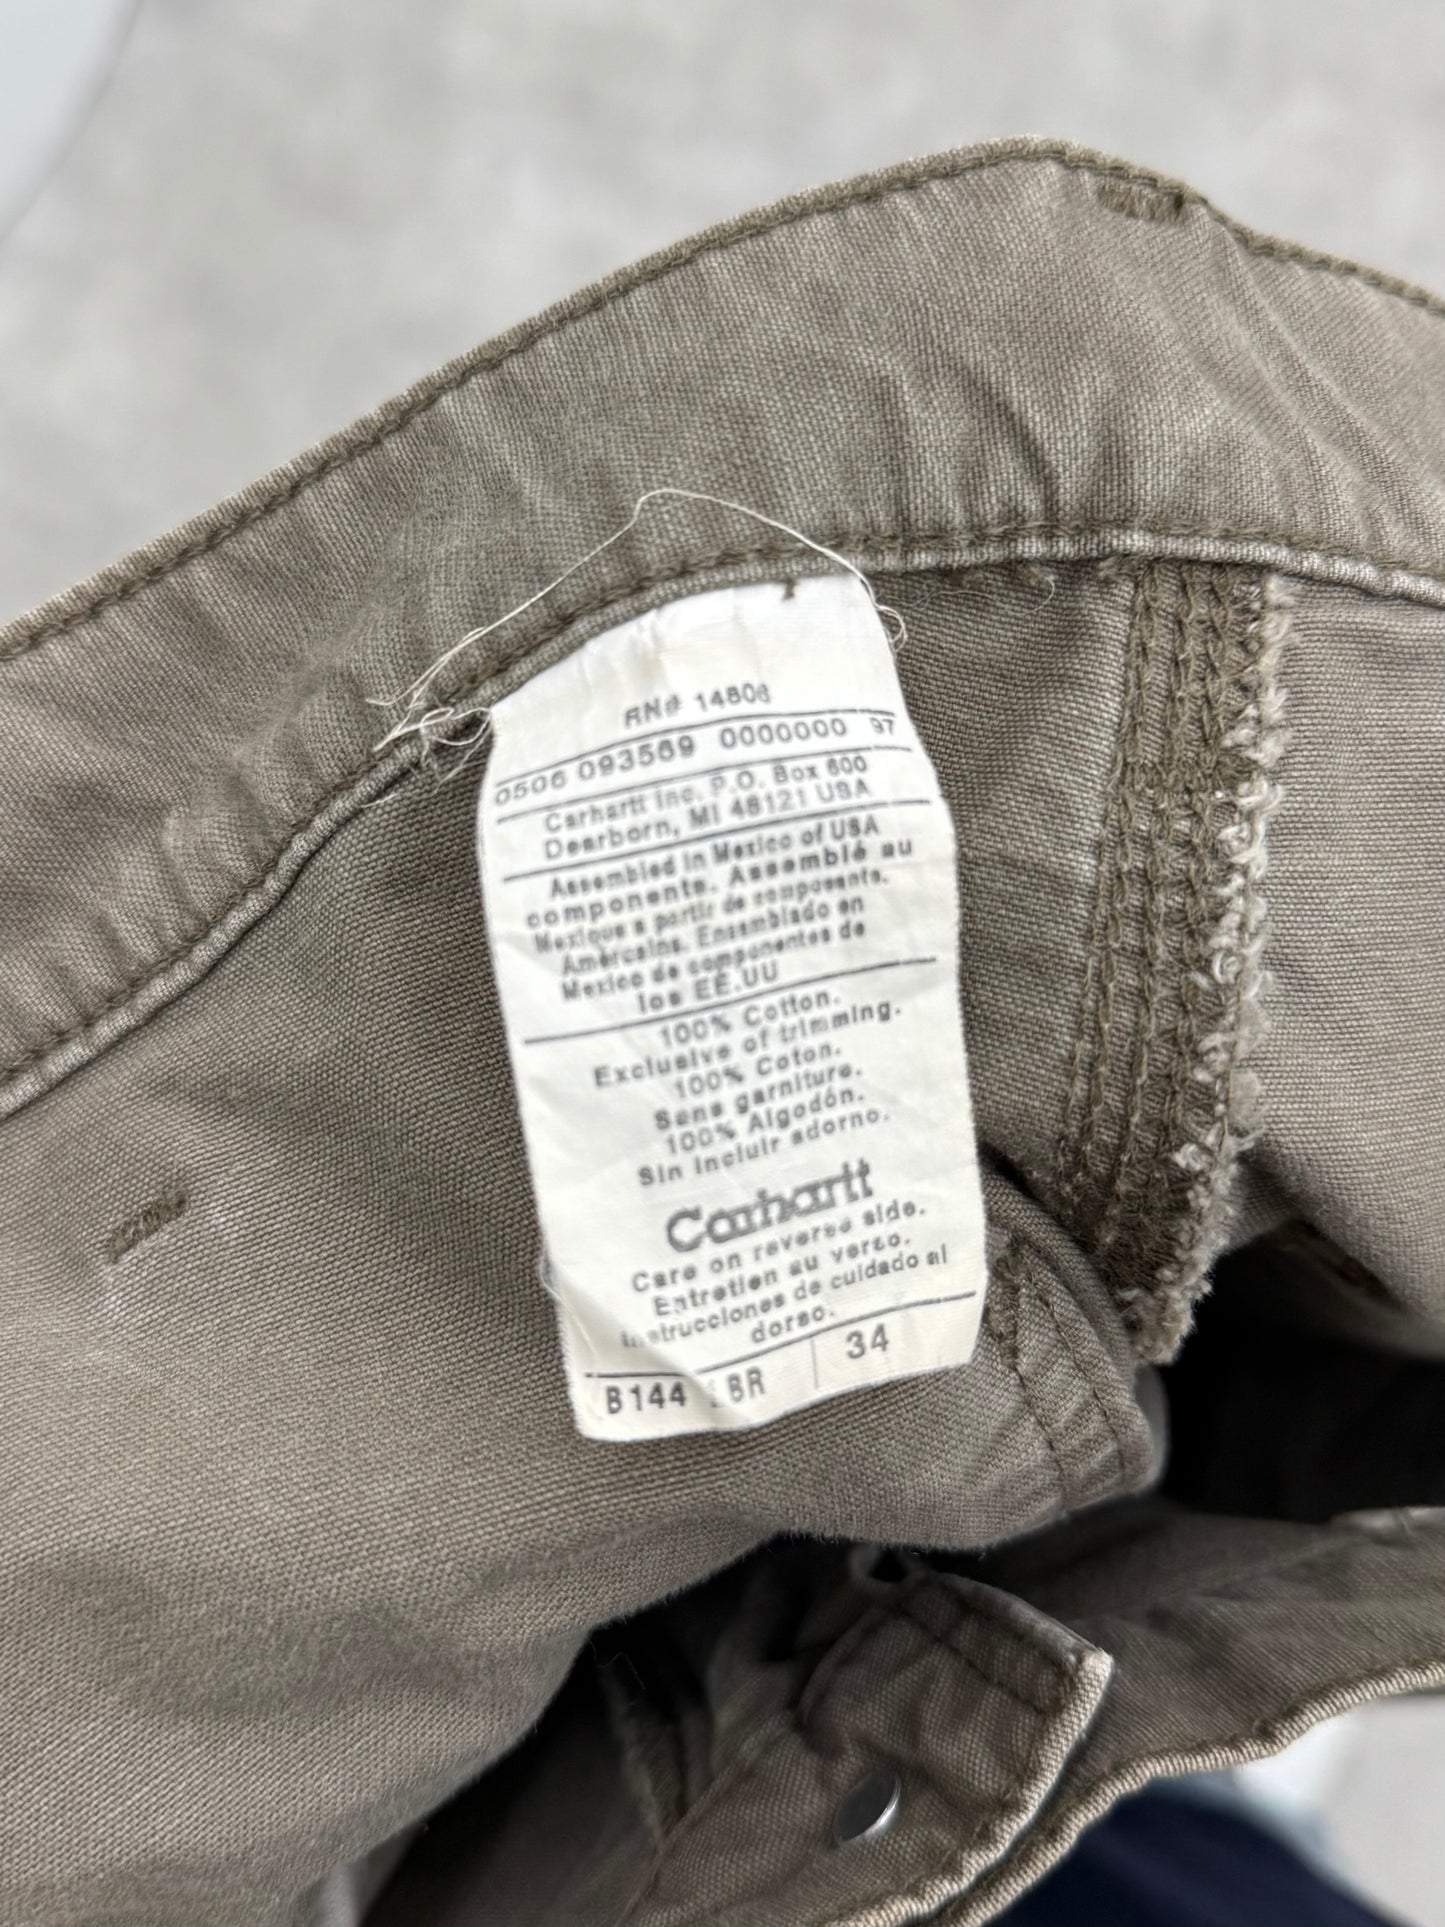 RN# 14806
0506 093569 0000000 97
Carhartt Inc. P.O. Box 600
Dearborn, MI 48121 USA
Assembled in Mexico of USA
components. Assemblé au
Mexique a partir de composants.
Américains. Ensamblado en
Mexico de componentes de
los EE.UU
100% Cotton.
Exclusive of trimming.
100% Coton.
Sans garniture.
100% Algodón.
Sin incluir adorno.
Carhartt
Care on reverse side.
Entretien au verso.
Instrucciones de cuidado al
dorso.
B144 BR 34